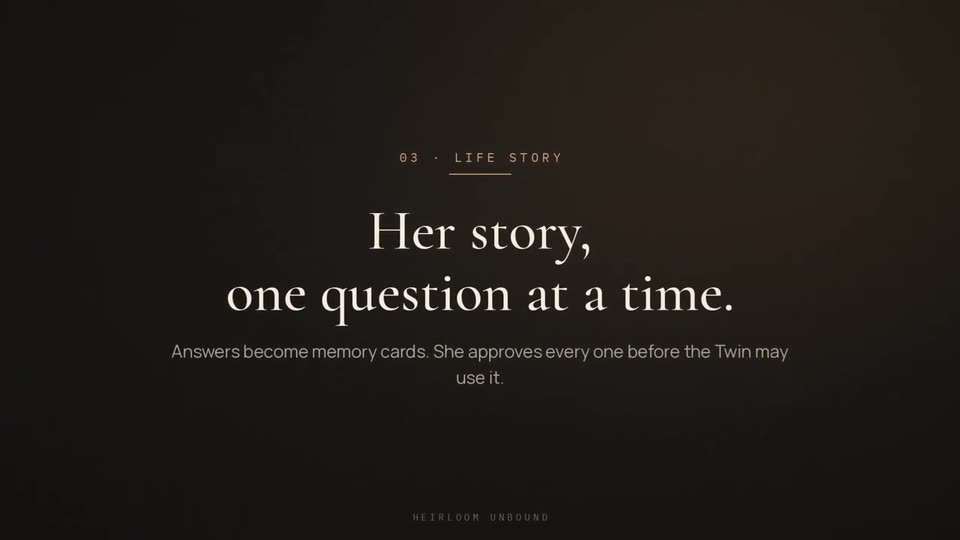 03 · LIFE STORY
Her story,
one question at a time.
Answers become memory cards. She approves every one before the Twin may
use it.
HEIRLOOM UNBOUND